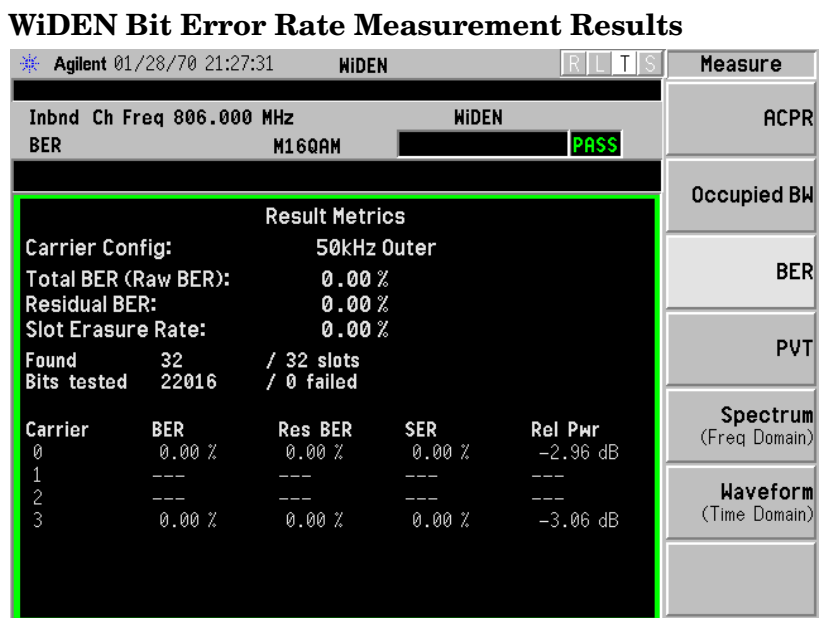 WiDEN Bit Error Rate Measurement Results
Agilent 01/28/70 21:27:31 WiDEN R L T S Measure
Inbnd Ch Freq 806.000 MHz WiDEN
BER M16QAM PASS
ACPR
Occupied BW
BER
PVT
Spectrum
(Freq Domain)
Waveform
(Time Domain)
Result Metrics
Carrier Config: 50kHz Outer
Total BER (Raw BER): 0.00 %
Residual BER: 0.00 %
Slot Erasure Rate: 0.00 %
Found 32 / 32 slots
Bits tested 22016 / 0 failed
Carrier BER Res BER SER Rel Pwr
0 0.00 % 0.00 % 0.00 % -2.96 dB
1 --- --- --- ---
2 --- --- --- ---
3 0.00 % 0.00 % 0.00 % -3.06 dB